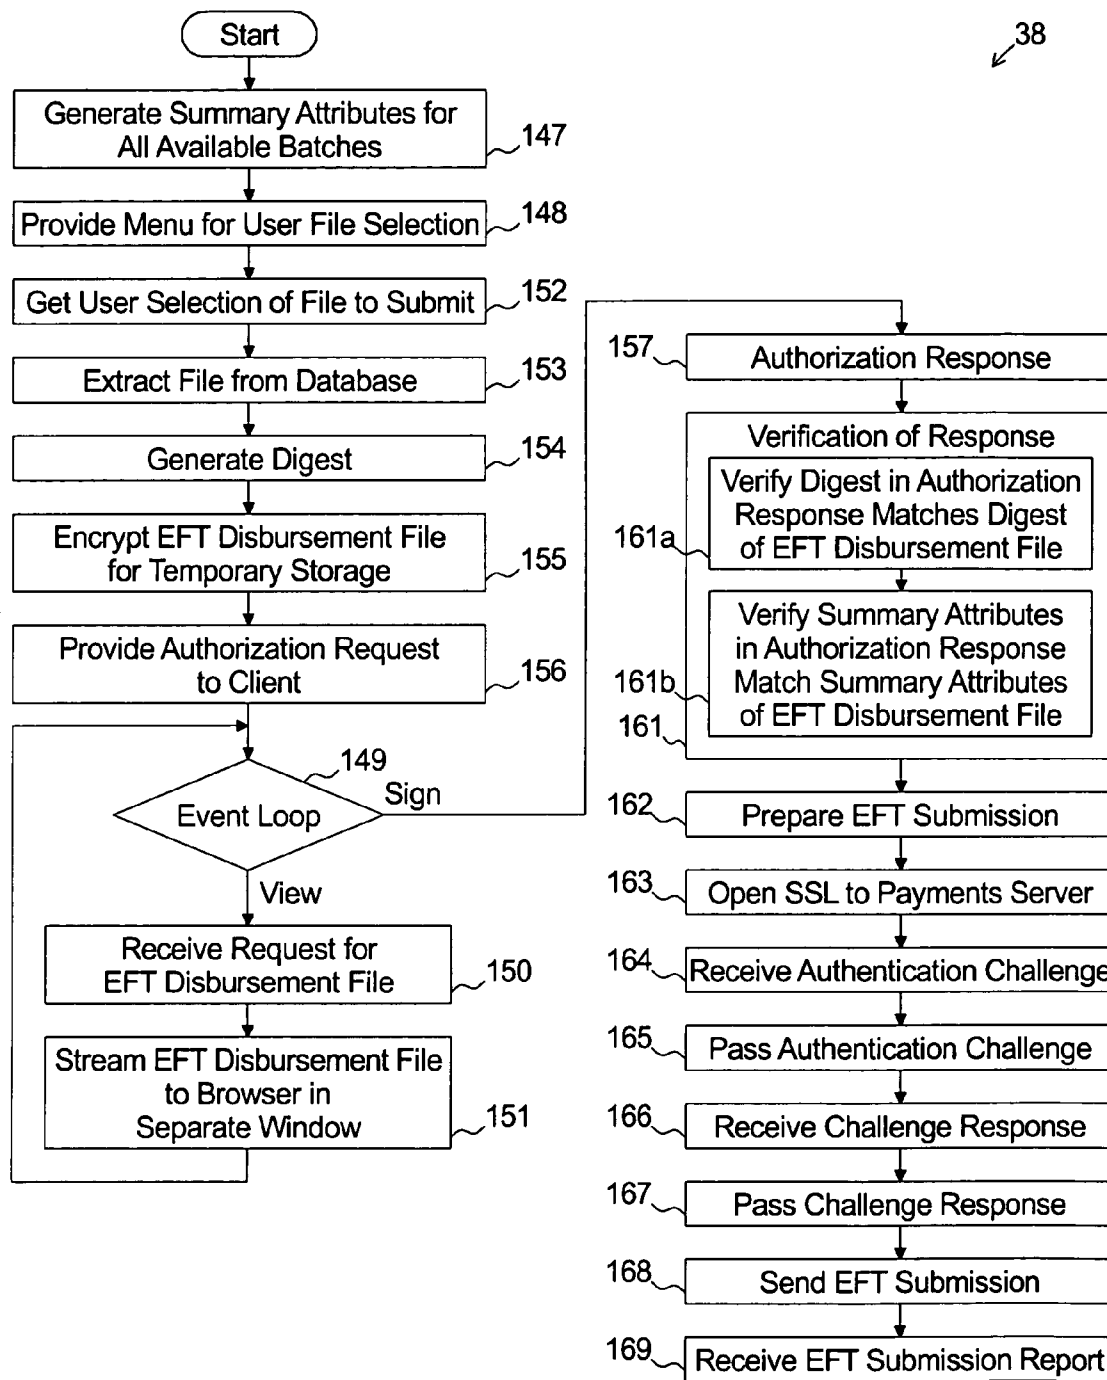 Start
38
Generate Summary Attributes for
All Available Batches
147
Provide Menu for User File Selection
148
Get User Selection of File to Submit
152
Extract File from Database
153
Generate Digest
154
Encrypt EFT Disbursement File
for Temporary Storage
155
Provide Authorization Request
to Client
156
149
Event Loop
Sign
View
Receive Request for
EFT Disbursement File
150
Stream EFT Disbursement File
to Browser in
Separate Window
151
157
Authorization Response
Verification of Response
Verify Digest in Authorization
Response Matches Digest
of EFT Disbursement File
161a
Verify Summary Attributes
in Authorization Response
Match Summary Attributes
of EFT Disbursement File
161b
161
162
Prepare EFT Submission
163
Open SSL to Payments Server
164
Receive Authentication Challenge
165
Pass Authentication Challenge
166
Receive Challenge Response
167
Pass Challenge Response
168
Send EFT Submission
169
Receive EFT Submission Report